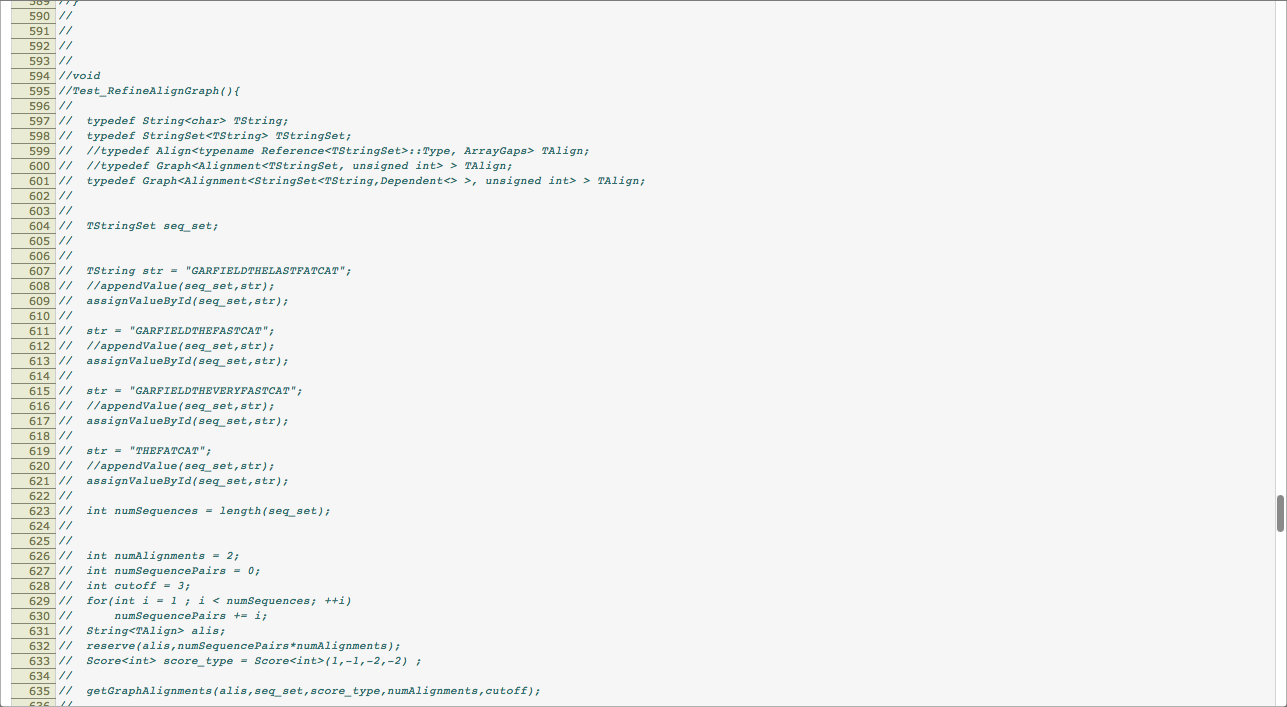 589 //}
590 //
591 //
592 //
593 //
594 //void
595 //Test_RefineAlignGraph(){
596 //
597 //  typedef String<char> TString;
598 //  typedef StringSet<TString> TStringSet;
599 //  //typedef Align<typename Reference<TStringSet>::Type, ArrayGaps> TAlign;
600 //  //typedef Graph<Alignment<TStringSet, unsigned int> > TAlign;
601 //  typedef Graph<Alignment<StringSet<TString,Dependent<> >, unsigned int> > TAlign;
602 //
603 //
604 //  TStringSet seq_set;
605 //
606 //
607 //  TString str = "GARFIELDTHELASTFATCAT";
608 //  //appendValue(seq_set,str);
609 //  assignValueById(seq_set,str);
610 //
611 //  str = "GARFIELDTHEFASTCAT";
612 //  //appendValue(seq_set,str);
613 //  assignValueById(seq_set,str);
614 //
615 //  str = "GARFIELDTHEVERYFASTCAT";
616 //  //appendValue(seq_set,str);
617 //  assignValueById(seq_set,str);
618 //
619 //  str = "THEFATCAT";
620 //  //appendValue(seq_set,str);
621 //  assignValueById(seq_set,str);
622 //
623 //  int numSequences = length(seq_set);
624 //
625 //
626 //  int numAlignments = 2;
627 //  int numSequencePairs = 0;
628 //  int cutoff = 3;
629 //  for(int i = 1 ; i < numSequences; ++i)
630 //      numSequencePairs += i;
631 //  String<TAlign> alis;
632 //  reserve(alis,numSequencePairs*numAlignments);
633 //  Score<int> score_type = Score<int>(1,-1,-2,-2) ;
634 //
635 //  getGraphAlignments(alis,seq_set,score_type,numAlignments,cutoff);
636 //